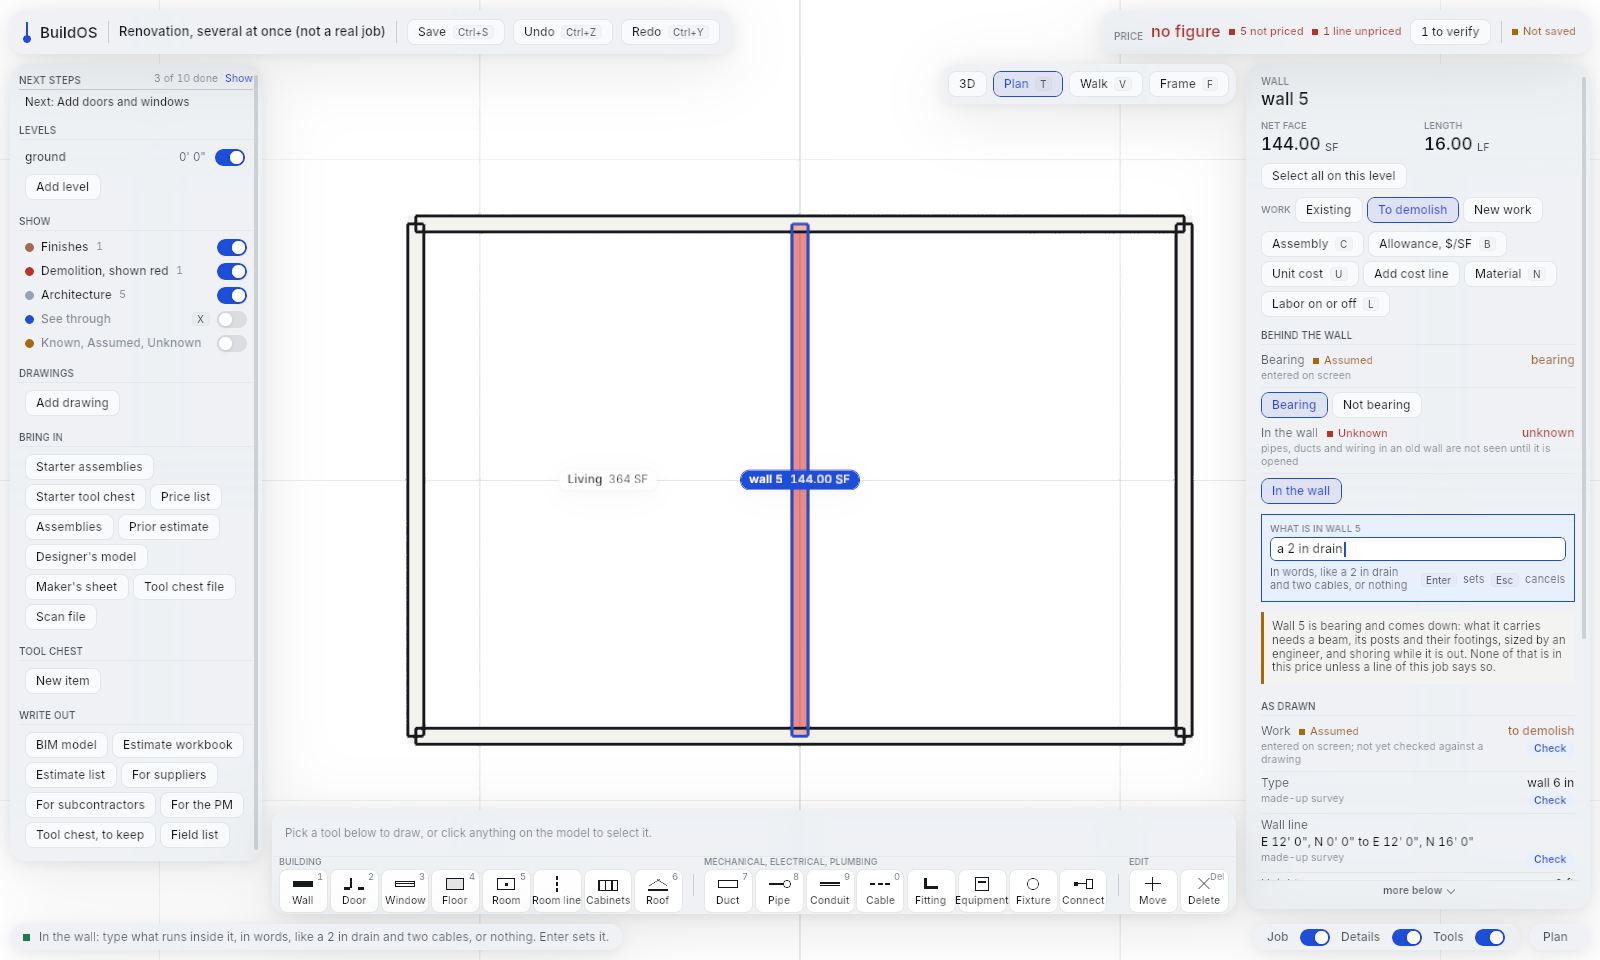 BuildOS
Renovation, several at once (not a real job)
Save Ctrl+S
Undo Ctrl+Z
Redo Ctrl+Y
PRICE no figure 5 not priced 1 line unpriced 1 to verify Not saved
NEXT STEPS 3 of 10 done Show
Next: Add doors and windows
LEVELS
ground 0' 0"
Add level
SHOW
Finishes 1
Demolition, shown red 1
Architecture 5
See through X
Known, Assumed, Unknown
DRAWINGS
Add drawing
BRING IN
Starter assemblies
Starter tool chest Price list
Assemblies Prior estimate
Designer's model
Maker's sheet Tool chest file
Scan file
TOOL CHEST
New item
WRITE OUT
BIM model Estimate workbook
Estimate list For suppliers
For subcontractors For the PM
Tool chest, to keep Field list
3D Plan T Walk V Frame F
Living 364 SF
wall 5 144.00 SF
Pick a tool below to draw, or click anything on the model to select it.
BUILDING
1 2 3 4 5 6
Wall Door Window Floor Room Room line Cabinets Roof
MECHANICAL, ELECTRICAL, PLUMBING
7 8 9 0
Duct Pipe Conduit Cable Fitting Equipment Fixture Connect
EDIT
Del
Move Delete
WALL
wall 5
NET FACE LENGTH
144.00 SF 16.00 LF
Select all on this level
WORK Existing To demolish New work
Assembly C Allowance, $/SF B
Unit cost U Add cost line Material N
Labor on or off L
BEHIND THE WALL
Bearing Assumed bearing
entered on screen
Bearing Not bearing
In the wall Unknown unknown
pipes, ducts and wiring in an old wall are not seen until it is
opened
In the wall
WHAT IS IN WALL 5
a 2 in drain
In words, like a 2 in drain
and two cables, or nothing Enter sets Esc cancels
Wall 5 is bearing and comes down: what it carries
needs a beam, its posts and their footings, sized by an
engineer, and shoring while it is out. None of that is in
this price unless a line of this job says so.
AS DRAWN
Work Assumed to demolish
entered on screen; not yet checked against a
drawing Check
Type wall 6 in
made-up survey Check
Wall line
E 12' 0", N 0' 0" to E 12' 0", N 16' 0"
made-up survey Check
more below
In the wall: type what runs inside it, in words, like a 2 in drain and two cables, or nothing. Enter sets it.
Job Details Tools Plan